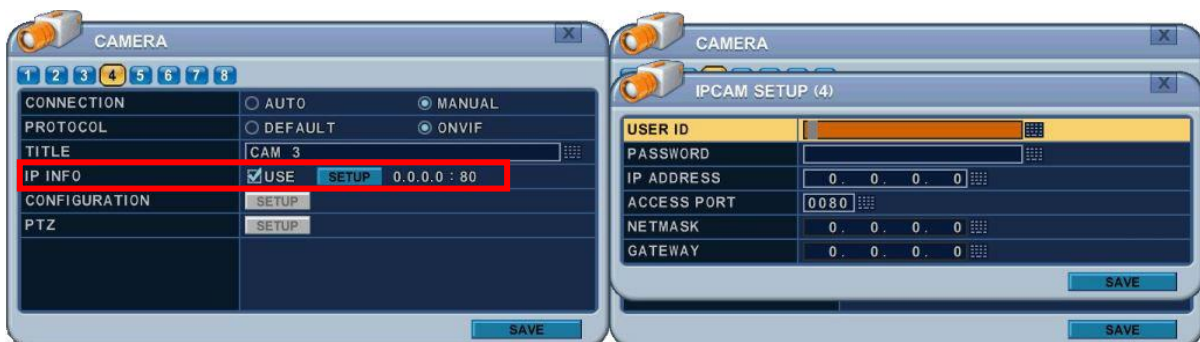 CAMERA X
1 2 3 4 5 6 7 8
CONNECTION AUTO MANUAL
PROTOCOL DEFAULT ONVIF
TITLE CAM 3
IP INFO USE SETUP 0.0.0.0 : 80
CONFIGURATION SETUP
PTZ SETUP
SAVE
CAMERA X
IPCAM SETUP (4) X
USER ID
PASSWORD
IP ADDRESS 0. 0. 0. 0
ACCESS PORT 0080
NETMASK 0. 0. 0. 0
GATEWAY 0. 0. 0. 0
SAVE
SAVE